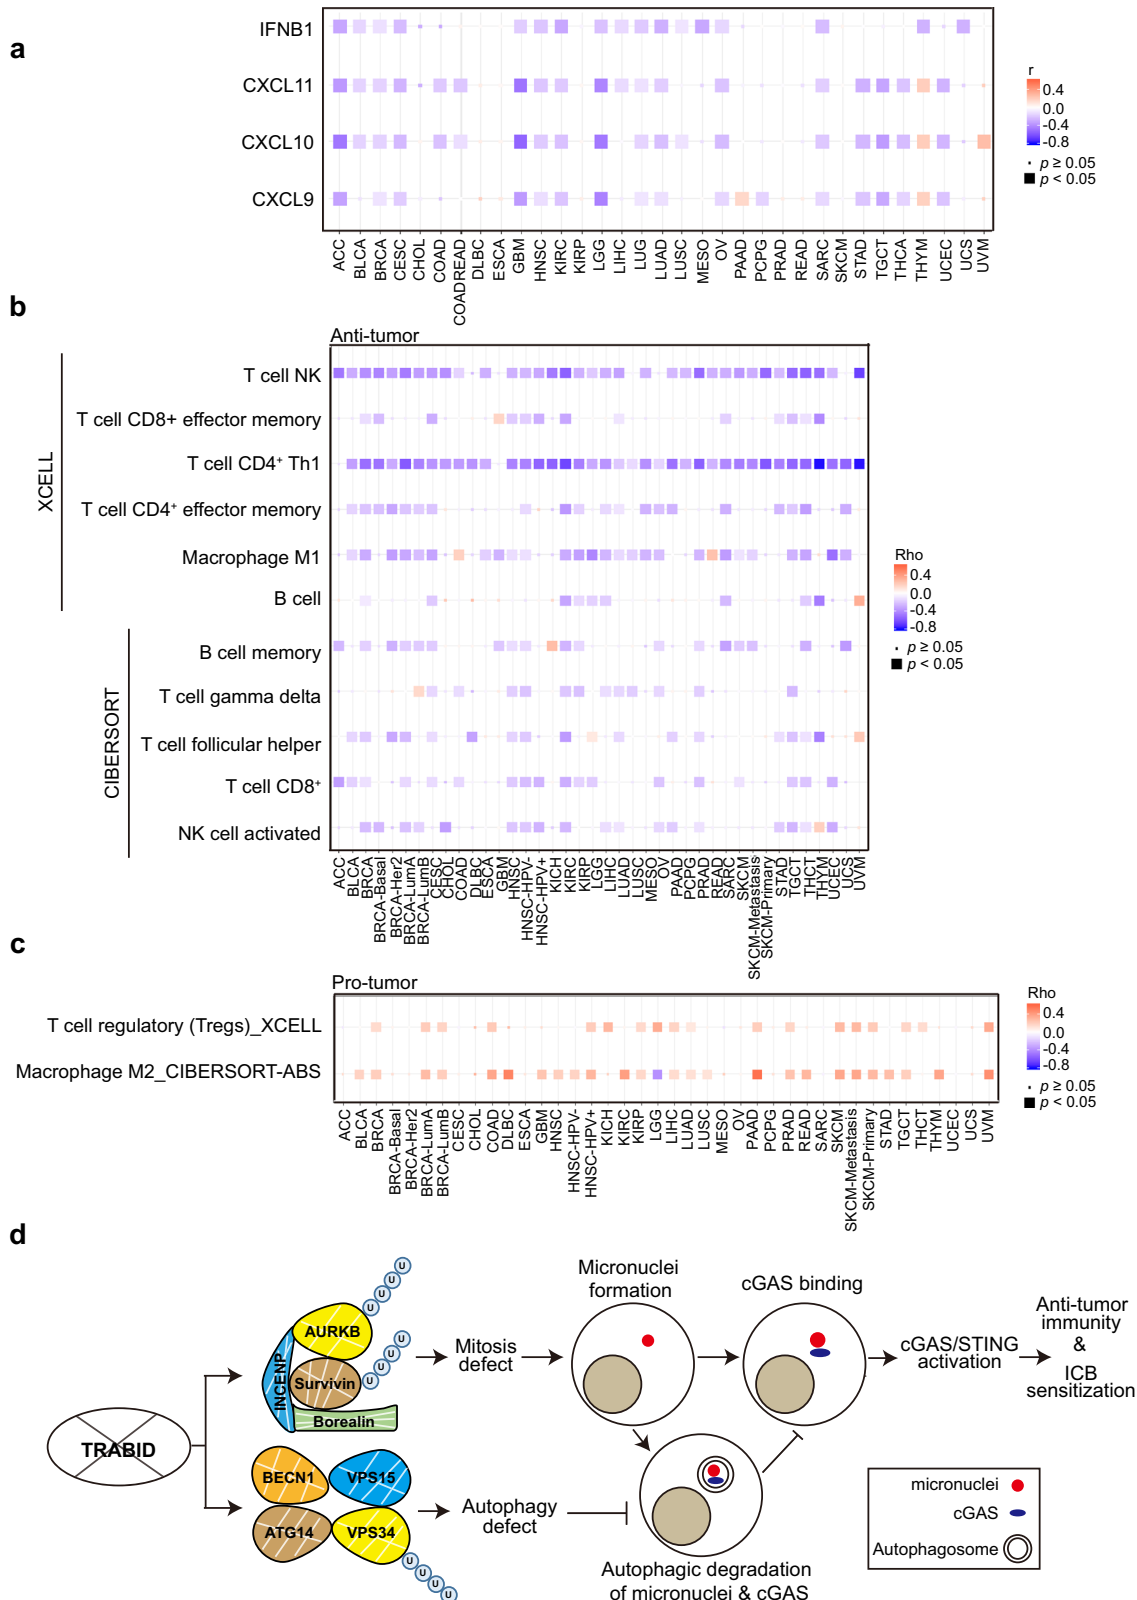 a
IFNB1
CXCL11
CXCL10
CXCL9
r
0.4
0.0
-0.4
-0.8
p ≥ 0.05
p < 0.05
ACC
BLCA
BRCA
CESC
CHOL
COAD
COADREAD
DLBC
ESCA
GBM
HNSC
KIRC
KIRP
LGG
LIHC
LUG
LUAD
LUSC
MESO
OV
PAAD
PCPG
PRAD
READ
SARC
SKCM
STAD
TGCT
THCA
THYM
UCEC
UCS
UVM
b
Anti-tumor
XCELL
T cell NK
T cell CD8+ effector memory
T cell CD4⁺ Th1
T cell CD4⁺ effector memory
Macrophage M1
B cell
CIBERSORT
B cell memory
T cell gamma delta
T cell follicular helper
T cell CD8⁺
NK cell activated
Rho
0.4
0.0
-0.4
-0.8
p ≥ 0.05
p < 0.05
ACC
BLCA
BRCA
BRCA-Basal
BRCA-Her2
BRCA-LumA
BRCA-LumB
CESC
CHOL
COAD
DLBC
ESCA
GBM
HNSC
HNSC-HPV-
HNSC-HPV+
KICH
KIRC
KIRP
LGG
LIHC
LUAD
LUSC
MESO
OV
PAAD
PCPG
PRAD
READ
SARC
SKCM
SKCM-Metastasis
SKCM-Primary
STAD
TGCT
THCT
THYM
UCEC
UCS
UVM
c
Pro-tumor
T cell regulatory (Tregs)_XCELL
Macrophage M2_CIBERSORT-ABS
Rho
0.4
0.0
-0.4
-0.8
p ≥ 0.05
p < 0.05
ACC
BLCA
BRCA
BRCA-Basal
BRCA-Her2
BRCA-LumA
BRCA-LumB
CESC
CHOL
COAD
DLBC
ESCA
GBM
HNSC
HNSC-HPV-
HNSC-HPV+
KICH
KIRC
KIRP
LGG
LIHC
LUAD
LUSC
MESO
OV
PAAD
PCPG
PRAD
READ
SARC
SKCM
SKCM-Metastasis
SKCM-Primary
STAD
TGCT
THCT
THYM
UCEC
UCS
UVM
d
TRABID
U
U
U
U
AURKB
INCENP
Survivin
U
U
U
U
Borealin
BECN1
VPS15
ATG14
VPS34
U
U
U
U
Mitosis
defect
Autophagy
defect
Micronuclei
formation
cGAS binding
cGAS/STING
activation
Anti-tumor
immunity
&
ICB
sensitization
Autophagic degradation
of micronuclei & cGAS
micronuclei
cGAS
Autophagosome